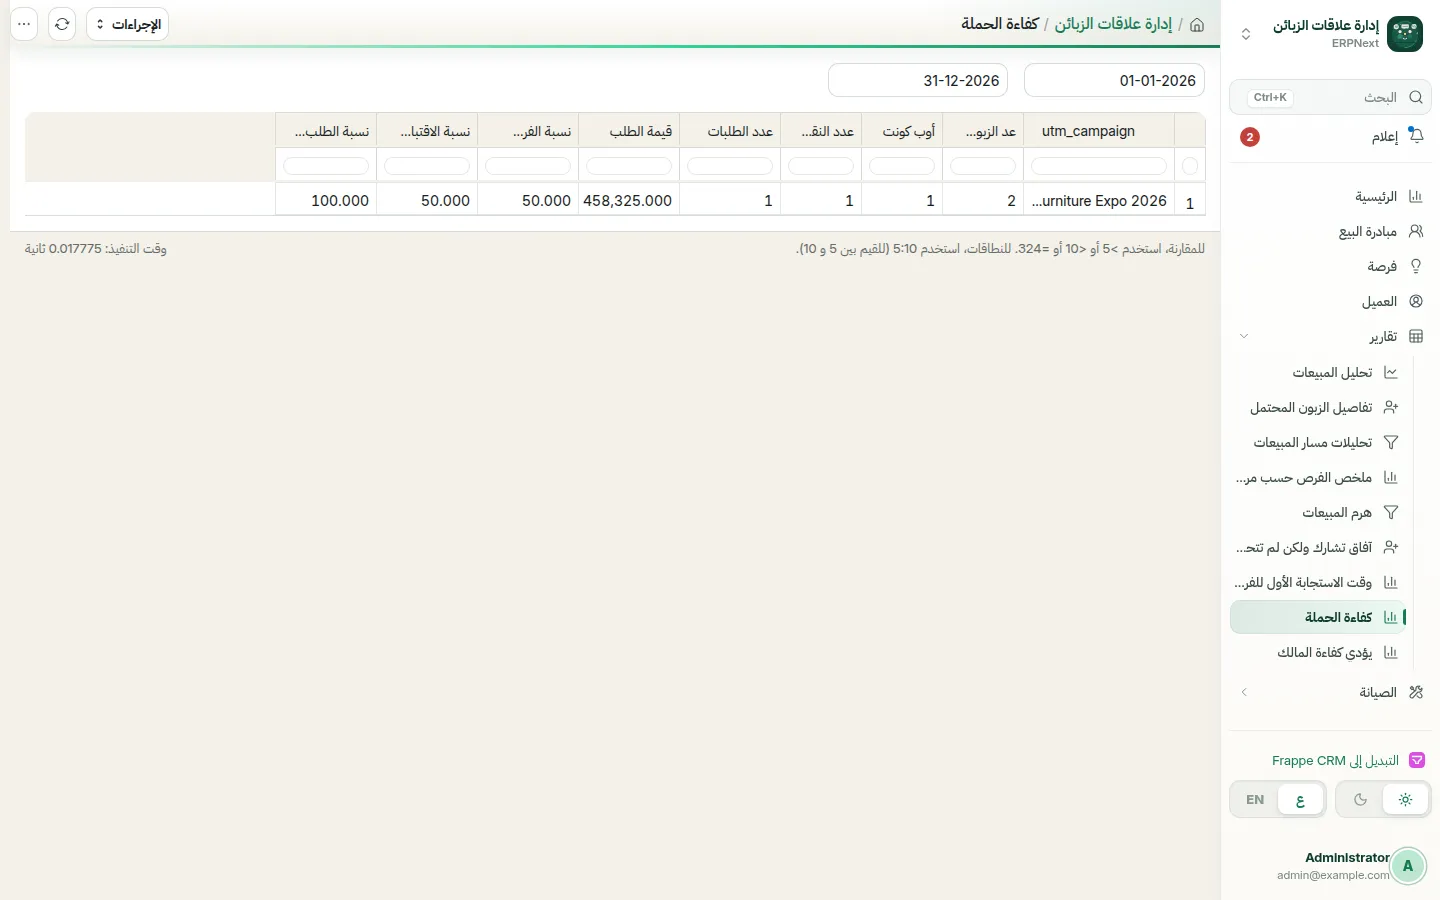 إدارة علاقات الزبائن
ERPNext
البحث
Ctrl+K
إعلام
2
الرئيسية
مبادرة البيع
فرصة
العميل
تقارير
تحليل المبيعات
تفاصيل الزبون المحتمل
تحليلات مسار المبيعات
ملخص الفرص حسب مر...
هرم المبيعات
آفاق تشارك ولكن لم تتحـ...
وقت الاستجابة الأول للفر...
كفاءة الحملة
يؤدي كفاءة المالك
الصيانة
التبديل إلى Frappe CRM
ع EN
Administrator
admin@example.com
A
إدارة علاقات الزبائن / كفاءة الحملة
الإجراءات
...
01-01-2026 31-12-2026
utm_campaign عد الزبو... أوب كونت عدد النقـ... عدد الطلبات قيمة الطلب نسبة الفر... نسبة الاقتبا... نسبة الطلب...
1 ...urniture Expo 2026 2 1 1 1 458,325.000 50.000 50.000 100.000
للمقارنة، استخدم >5 أو <10 أو =324. للنطاقات، استخدم 5:10 (للقيم بين 5 و 10).
وقت التنفيذ: 0.017775 ثانية